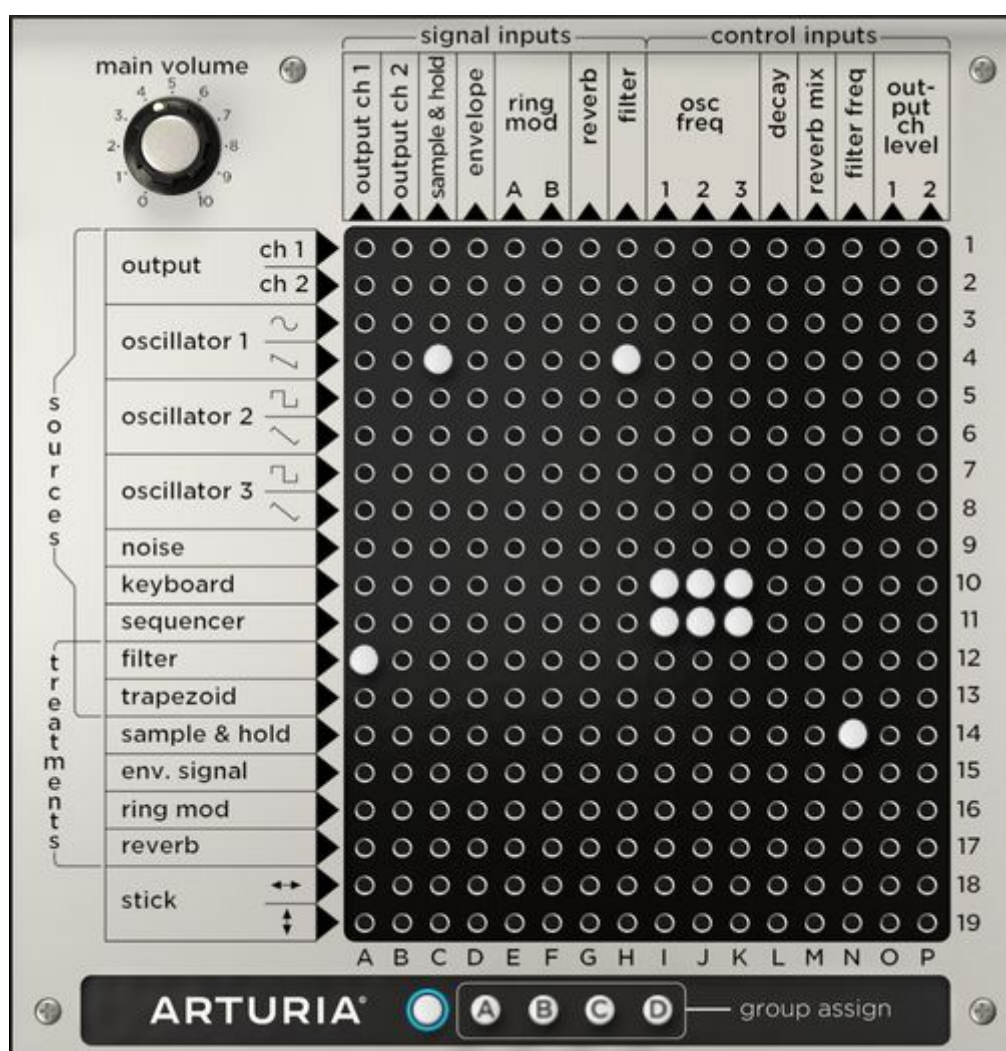 signal inputs
control inputs
main volume
0
1
2
3
4
5
6
7
8
9
10
output ch 1
output ch 2
sample & hold
envelope
ring
mod
A B
reverb
filter
osc
freq
1 2 3
decay
reverb mix
filter freq
out-
put
ch
level
1 2
sources
treatments
output
ch 1
ch 2
oscillator 1
oscillator 2
oscillator 3
noise
keyboard
sequencer
filter
trapezoid
sample & hold
env. signal
ring mod
reverb
stick
1
2
3
4
5
6
7
8
9
10
11
12
13
14
15
16
17
18
19
A B C D E F G H I J K L M N O P
ARTURIA®
A B C D
group assign